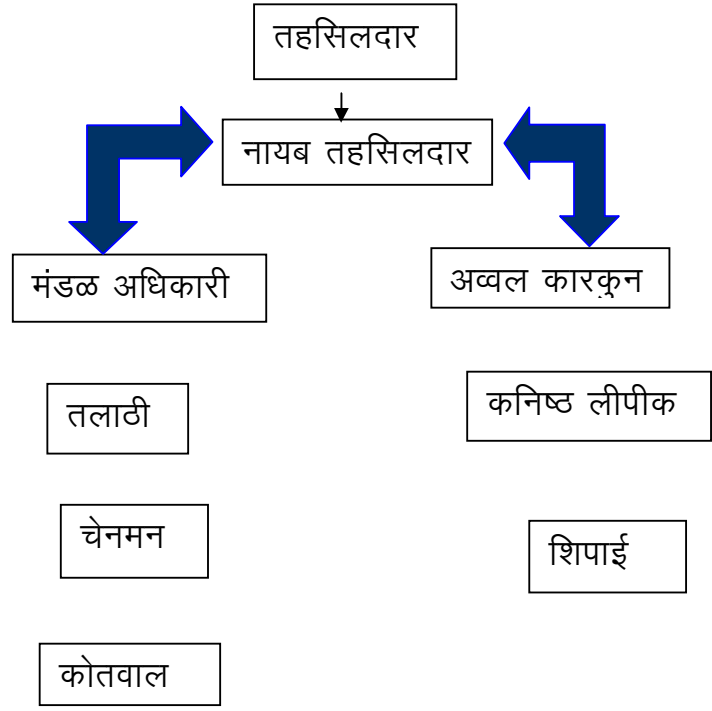 तहसिलदार
नायब तहसिलदार
मंडळ अधिकारी
अव्वल कारकुन
तलाठी
कनिष्ठ लीपीक
चेनमन
शिपाई
कोतवाल